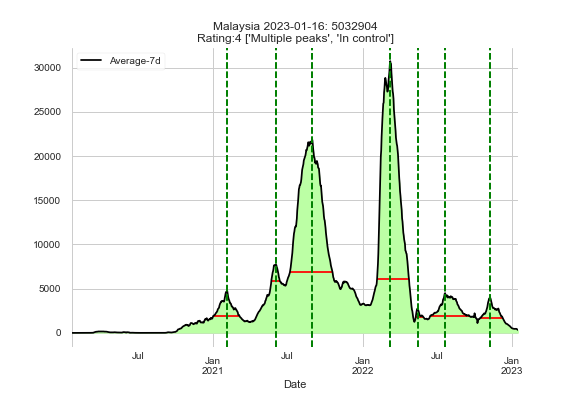 Malaysia 2023-01-16: 5032904
Rating:4 ['Multiple peaks', 'In control']
Average-7d
30000
25000
20000
15000
10000
5000
0
Jul
Jan
2021
Jul
Jan
2022
Jul
Jan
2023
Date